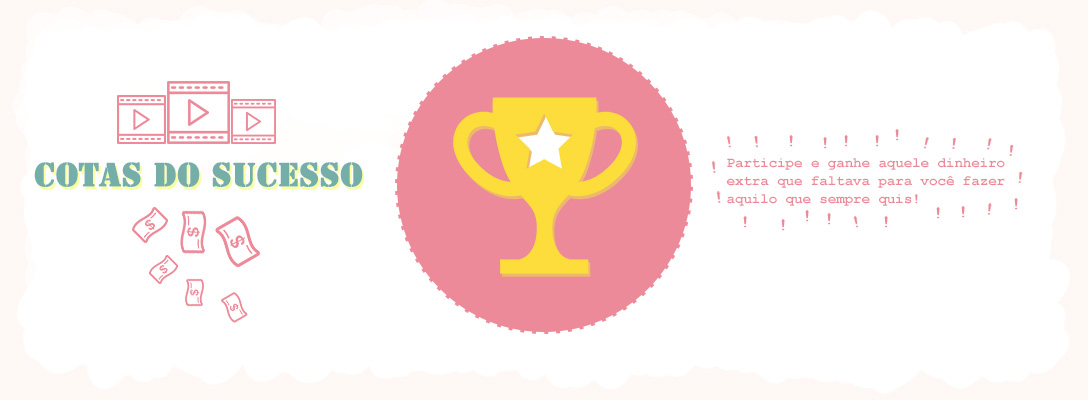 COTAS DO SUCESSO
Participe e ganhe aquele dinheiro
extra que faltava para você fazer
aquilo que sempre quis!